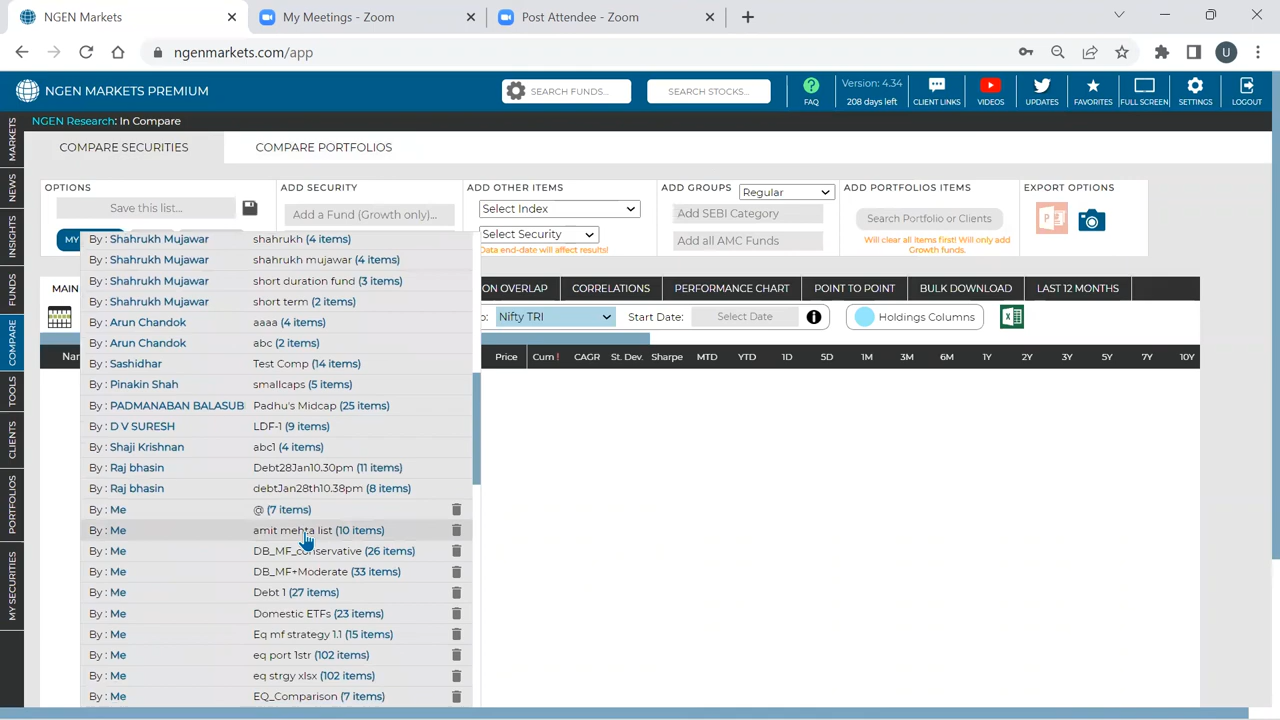 NGEN Markets
My Meetings - Zoom
Post Attendee - Zoom
ngenmarkets.com/app
U
NGEN MARKETS PREMIUM
SEARCH FUNDS...
SEARCH STOCKS...
FAQ
Version: 4.34
208 days left
CLIENT LINKS
VIDEOS
UPDATES
FAVORITES
FULL SCREEN
SETTINGS
LOGOUT
NGEN Research: In Compare
COMPARE SECURITIES
COMPARE PORTFOLIOS
MARKETS
NEWS
INSIGHTS
FUNDS
COMPARE
TOOLS
CLIENTS
PORTFOLIOS
MY SECURITIES
OPTIONS
Save this list...
MY
ADD SECURITY
Add a Fund (Growth only)...
ADD OTHER ITEMS
Select Index
Select Security
Data end-date will affect results!
ADD GROUPS
Regular
Add SEBI Category
Add all AMC Funds
ADD PORTFOLIOS ITEMS
Search Portfolio or Clients
Will clear all Items first! Will only add
Growth funds.
EXPORT OPTIONS
MAIN
ON OVERLAP
CORRELATIONS
PERFORMANCE CHART
POINT TO POINT
BULK DOWNLOAD
LAST 12 MONTHS
o:
Nifty TRI
Start Date:
Select Date
Holdings Columns
Nam
Price
Cum !
CAGR
St. Dev.
Sharpe
MTD
YTD
1D
5D
1M
3M
6M
1Y
2Y
3Y
5Y
7Y
10Y
By : Shahrukh Mujawar shahrukh (4 items)
By : Shahrukh Mujawar shahrukh mujawar (4 items)
By : Shahrukh Mujawar short duration fund (3 items)
By : Shahrukh Mujawar short term (2 items)
By : Arun Chandok aaaa (4 items)
By : Arun Chandok abc (2 items)
By : Sashidhar Test Comp (14 items)
By : Pinakin Shah smallcaps (5 items)
By : PADMANABAN BALASUB Padhu's Midcap (25 items)
By : D V SURESH LDF-1 (9 items)
By : Shaji Krishnan abc1 (4 items)
By : Raj bhasin Debt28Jan10.30pm (11 items)
By : Raj bhasin debtJan28th10.38pm (8 items)
By : Me @ (7 items)
By : Me amit mehta list (10 items)
By : Me DB_MF_conservative (26 items)
By : Me DB_MF+Moderate (33 items)
By : Me Debt 1 (27 items)
By : Me Domestic ETFs (23 items)
By : Me Eq mf strategy 1.1 (15 items)
By : Me eq port 1str (102 items)
By : Me eq strgy xlsx (102 items)
By : Me EQ_Comparison (7 items)